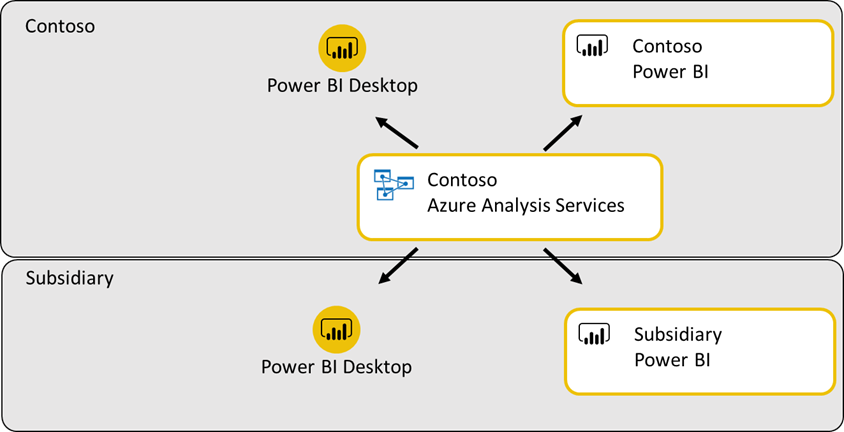 Contoso
Power BI Desktop
Contoso
Power BI
Contoso
Azure Analysis Services
Subsidiary
Power BI Desktop
Subsidiary
Power BI